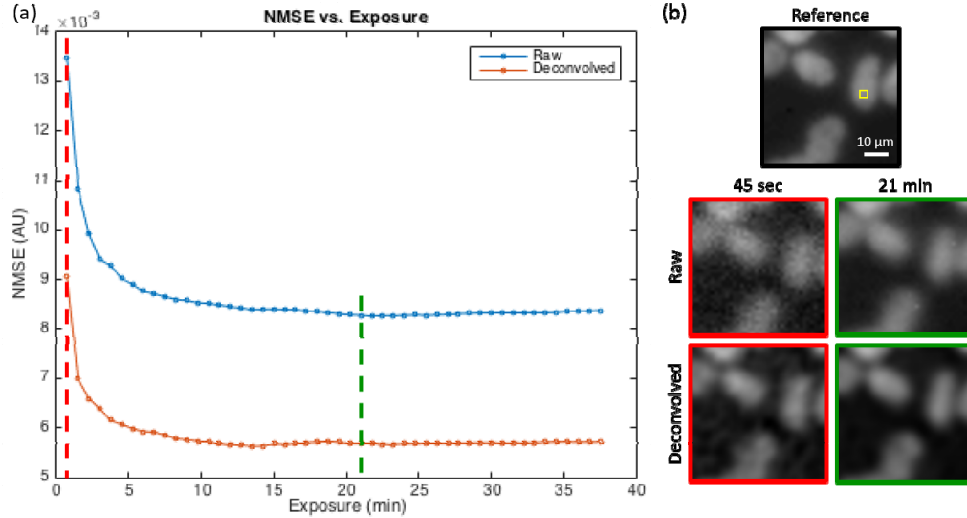 (a)
NMSE vs. Exposure
×10⁻³
14
13
12
11
10
9
8
7
6
5
NMSE (AU)
0 5 10 15 20 25 30 35 40
Exposure (min)
Raw
Deconvolved
(b)
Reference
10 µm
45 sec 21 min
Raw
Deconvolved